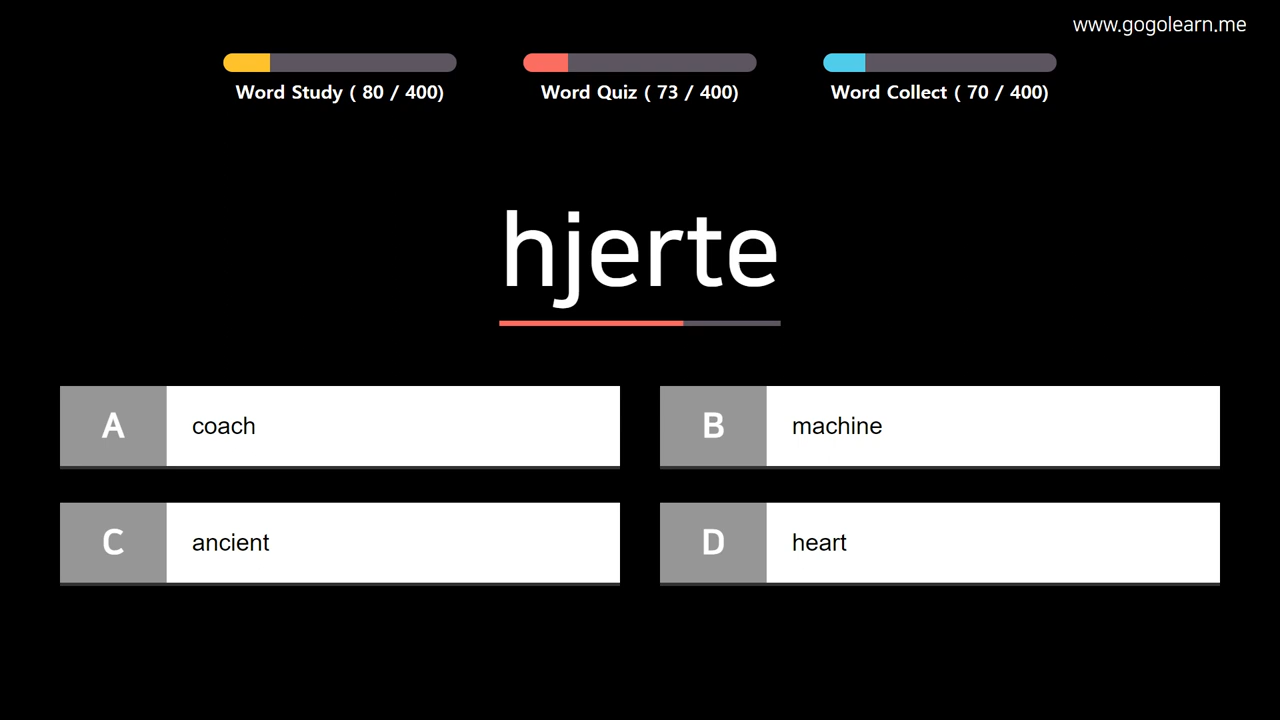 www.gogolearn.me
Word Study ( 80 / 400)
Word Quiz ( 73 / 400)
Word Collect ( 70 / 400)
hjerte
A coach
B machine
C ancient
D heart